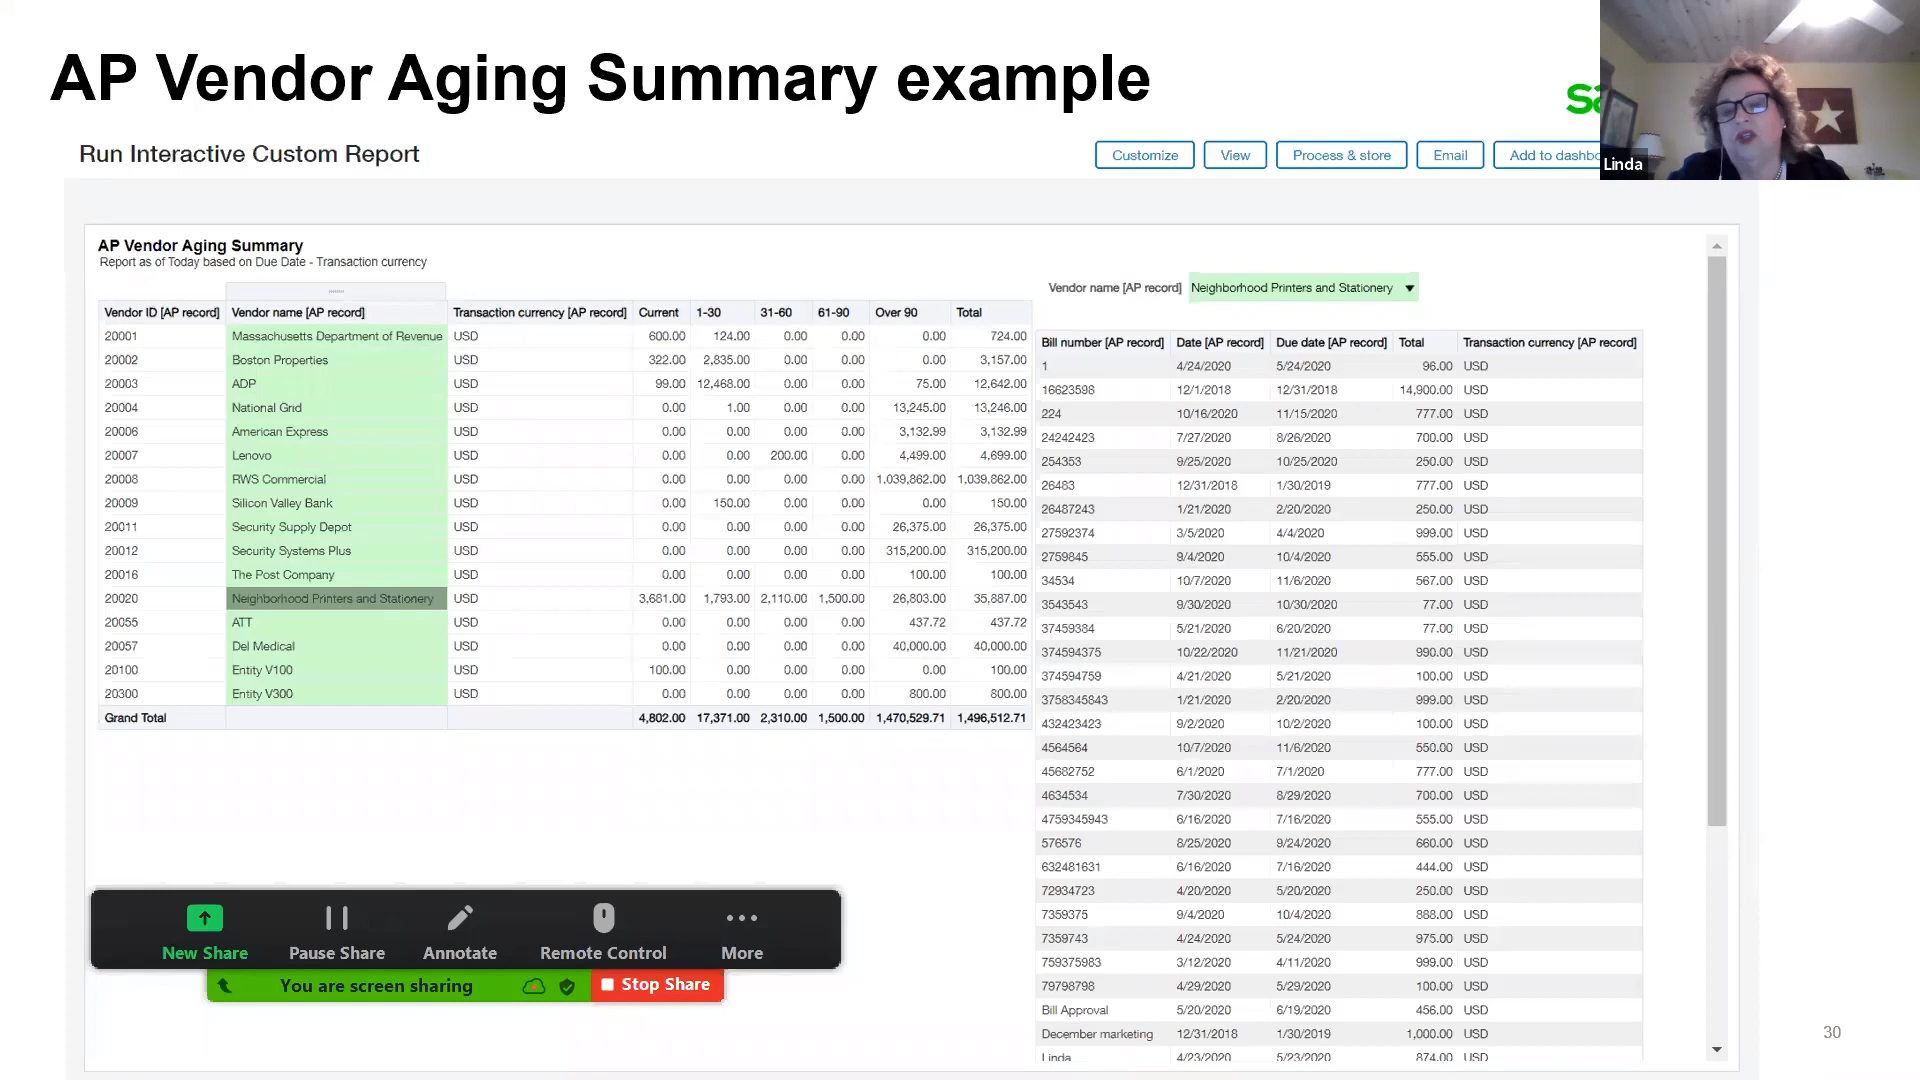 AP Vendor Aging Summary example
Linda
Run Interactive Custom Report
Customize View Process & store Email Add to dashbo
AP Vendor Aging Summary
Report as of Today based on Due Date - Transaction currency
Vendor ID [AP record] Vendor name [AP record] Transaction currency [AP record] Current 1-30 31-60 61-90 Over 90 Total
20001 Massachusetts Department of Revenue USD 600.00 124.00 0.00 0.00 0.00 724.00
20002 Boston Properties USD 322.00 2,835.00 0.00 0.00 0.00 3,157.00
20003 ADP USD 99.00 12,468.00 0.00 0.00 75.00 12,642.00
20004 National Grid USD 0.00 1.00 0.00 0.00 13,245.00 13,246.00
20006 American Express USD 0.00 0.00 0.00 0.00 3,132.99 3,132.99
20007 Lenovo USD 0.00 0.00 200.00 0.00 4,499.00 4,699.00
20008 RWS Commercial USD 0.00 0.00 0.00 0.00 1,039,862.00 1,039,862.00
20009 Silicon Valley Bank USD 0.00 150.00 0.00 0.00 0.00 150.00
20011 Security Supply Depot USD 0.00 0.00 0.00 0.00 26,375.00 26,375.00
20012 Security Systems Plus USD 0.00 0.00 0.00 0.00 315,200.00 315,200.00
20016 The Post Company USD 0.00 0.00 0.00 0.00 100.00 100.00
20020 Neighborhood Printers and Stationery USD 3,681.00 1,793.00 2,110.00 1,500.00 26,803.00 35,887.00
20055 ATT USD 0.00 0.00 0.00 0.00 437.72 437.72
20057 Del Medical USD 0.00 0.00 0.00 0.00 40,000.00 40,000.00
20100 Entity V100 USD 100.00 0.00 0.00 0.00 0.00 100.00
20300 Entity V300 USD 0.00 0.00 0.00 0.00 800.00 800.00
Grand Total 4,802.00 17,371.00 2,310.00 1,500.00 1,470,529.71 1,496,512.71
Vendor name [AP record] Neighborhood Printers and Stationery
Bill number [AP record] Date [AP record] Due date [AP record] Total Transaction currency [AP record]
1 4/24/2020 5/24/2020 96.00 USD
16623598 12/1/2018 12/31/2018 14,900.00 USD
224 10/16/2020 11/15/2020 777.00 USD
24242423 7/27/2020 8/26/2020 700.00 USD
254353 9/25/2020 10/25/2020 250.00 USD
26483 12/31/2018 1/30/2019 777.00 USD
26487243 1/21/2020 2/20/2020 250.00 USD
27592374 3/5/2020 4/4/2020 999.00 USD
2759845 9/4/2020 10/4/2020 555.00 USD
34534 10/7/2020 11/6/2020 567.00 USD
3543543 9/30/2020 10/30/2020 77.00 USD
37459384 5/21/2020 6/20/2020 77.00 USD
374594375 10/22/2020 11/21/2020 990.00 USD
374594759 4/21/2020 5/21/2020 100.00 USD
3758345843 1/21/2020 2/20/2020 999.00 USD
432423423 9/2/2020 10/2/2020 100.00 USD
4564564 10/7/2020 11/6/2020 550.00 USD
45682752 6/1/2020 7/1/2020 777.00 USD
4634534 7/30/2020 8/29/2020 700.00 USD
4759345943 6/16/2020 7/16/2020 555.00 USD
576576 8/25/2020 9/24/2020 660.00 USD
632481631 6/16/2020 7/16/2020 444.00 USD
72934723 4/20/2020 5/20/2020 250.00 USD
7359375 9/4/2020 10/4/2020 888.00 USD
7359743 4/24/2020 5/24/2020 975.00 USD
759375983 3/12/2020 4/11/2020 999.00 USD
79798798 4/29/2020 5/29/2020 100.00 USD
Bill Approval 5/20/2020 6/19/2020 456.00 USD
December marketing 12/31/2018 1/30/2019 1,000.00 USD
Linda 4/23/2020 5/23/2020 874.00 USD
New Share Pause Share Annotate Remote Control More
You are screen sharing Stop Share
30